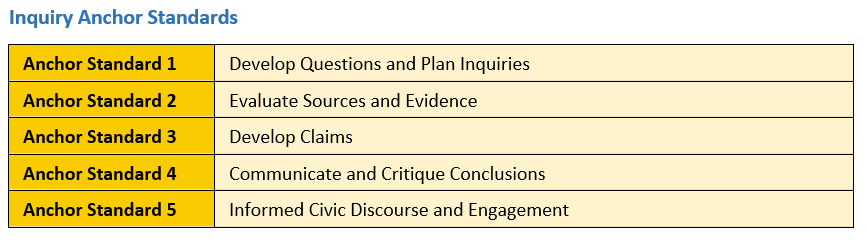 Inquiry Anchor Standards
Anchor Standard 1 Develop Questions and Plan Inquiries
Anchor Standard 2 Evaluate Sources and Evidence
Anchor Standard 3 Develop Claims
Anchor Standard 4 Communicate and Critique Conclusions
Anchor Standard 5 Informed Civic Discourse and Engagement